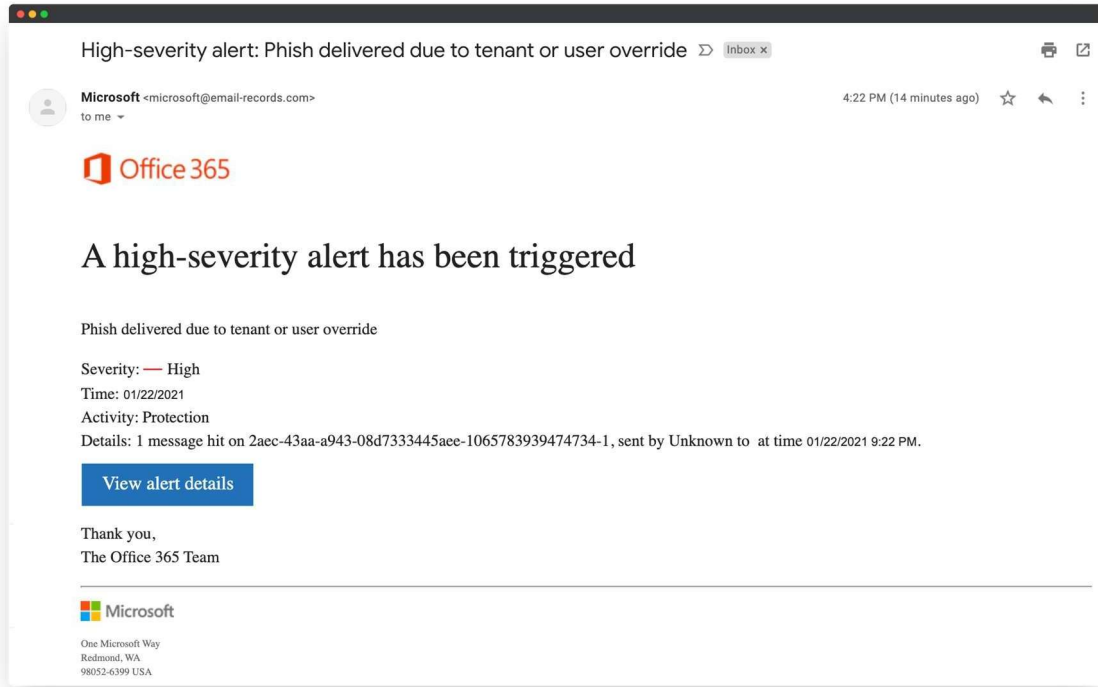 High-severity alert: Phish delivered due to tenant or user override Inbox x
Microsoft <microsoft@email-records.com> 4:22 PM (14 minutes ago)
to me
Office 365
A high-severity alert has been triggered
Phish delivered due to tenant or user override
Severity: — High
Time: 01/22/2021
Activity: Protection
Details: 1 message hit on 2aec-43aa-a943-08d7333445aee-1065783939474734-1, sent by Unknown to at time 01/22/2021 9:22 PM.
View alert details
Thank you,
The Office 365 Team
Microsoft
One Microsoft Way
Redmond, WA
98052-6399 USA